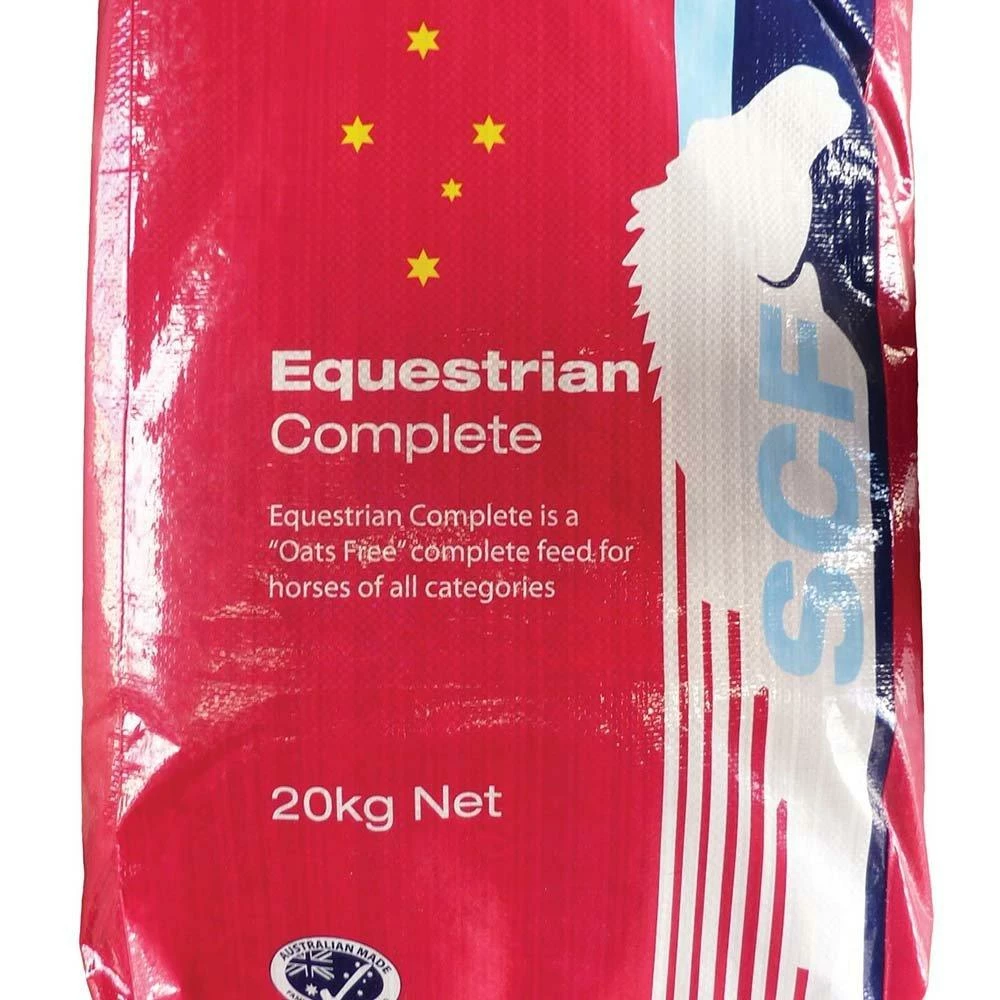 Equestrian
Complete
Equestrian Complete is a
"Oats Free" complete feed for
horses of all categories
20kg Net
SCF
AUSTRALIAN MADE